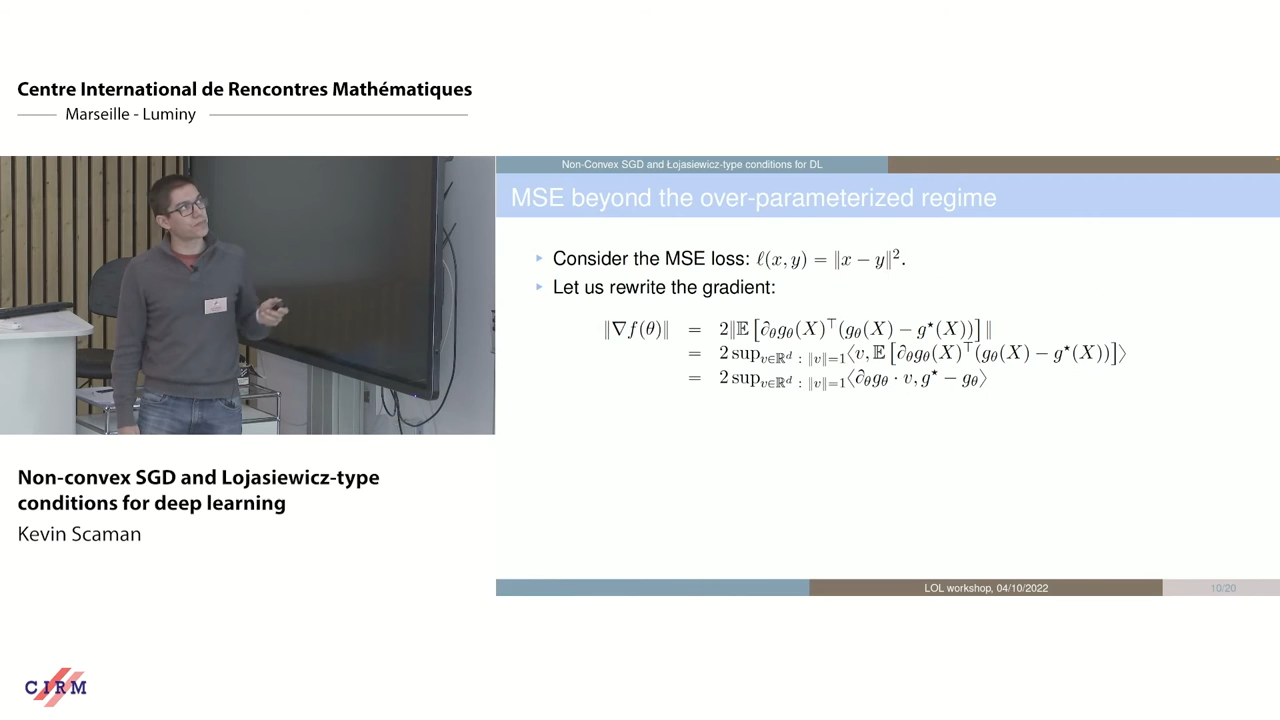 Centre International de Rencontres Mathématiques
Marseille - Luminy
Non-Convex SGD and Łojasiewicz-type conditions for DL
MSE beyond the over-parameterized regime
Consider the MSE loss: ℓ(x, y) = ‖x − y‖².
Let us rewrite the gradient:
‖∇f(θ)‖ = 2‖𝔼[∂θgθ(X)⊤(gθ(X) − g⋆(X))]‖
= 2 sup_{v∈ℝᵈ : ‖v‖=1}⟨v, 𝔼[∂θgθ(X)⊤(gθ(X) − g⋆(X))]⟩
= 2 sup_{v∈ℝᵈ : ‖v‖=1}⟨∂θgθ · v, g⋆ − gθ⟩
LOL workshop, 04/10/2022
10/20
Non-convex SGD and Lojasiewicz-type
conditions for deep learning
Kevin Scaman
CIRM